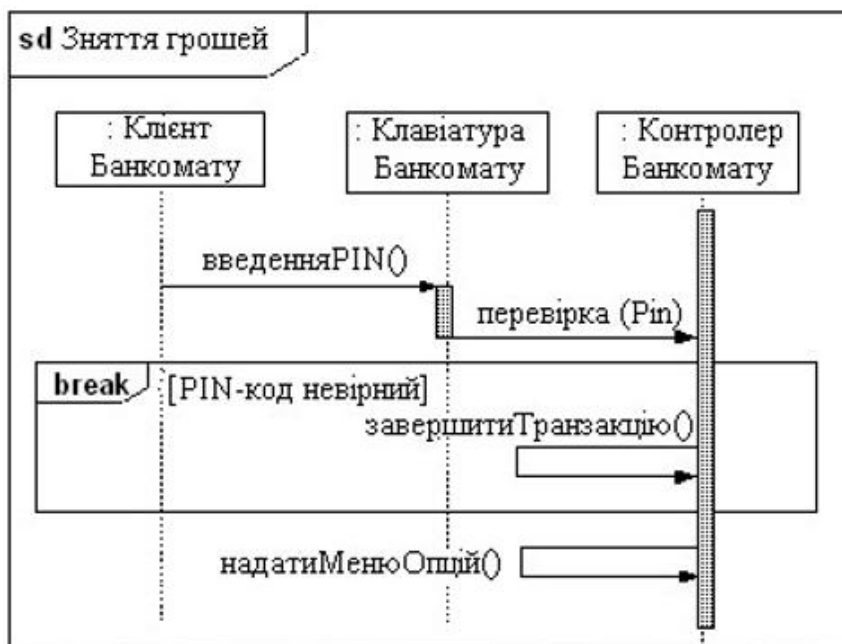 sd Зняття грошей
: Клієнт
Банкомату
: Клавіатура
Банкомату
: Контролер
Банкомату
введенняPIN()
перевірка (Pin)
break
[PIN-код невірний]
завершитиТранзакцію()
надатиМенюОпцій()